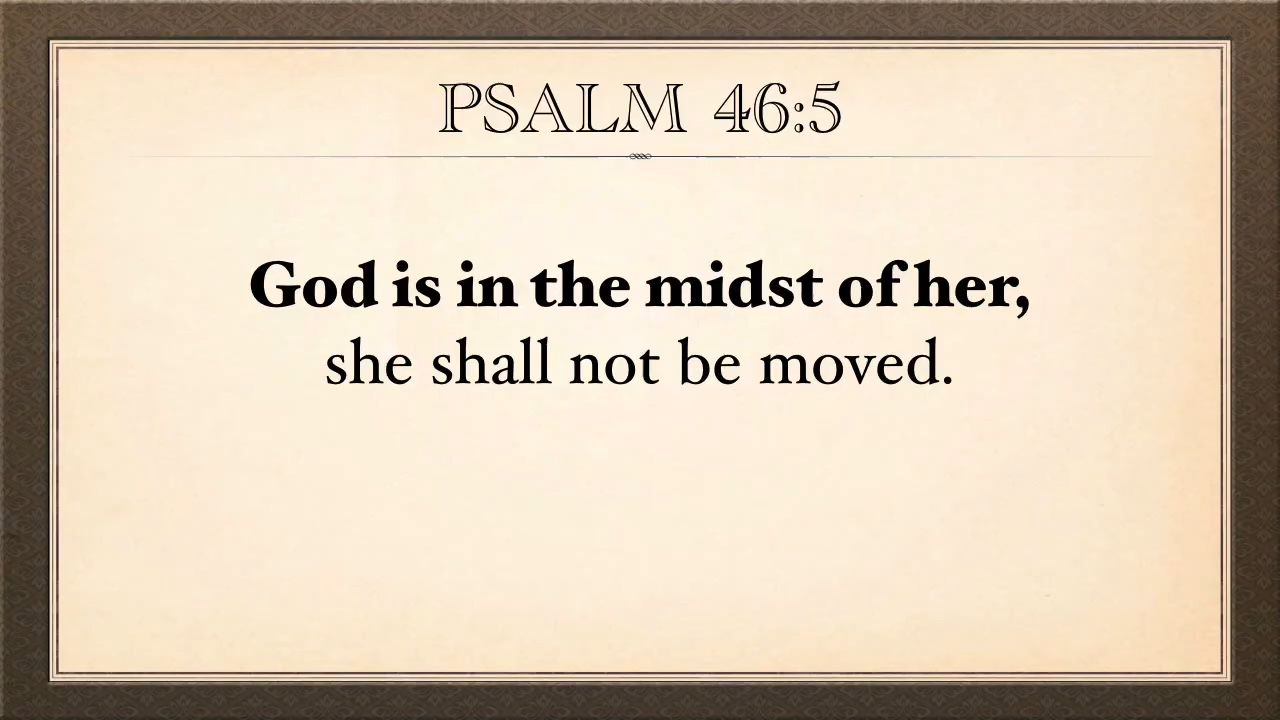 PSALM 46:5
God is in the midst of her,
she shall not be moved.